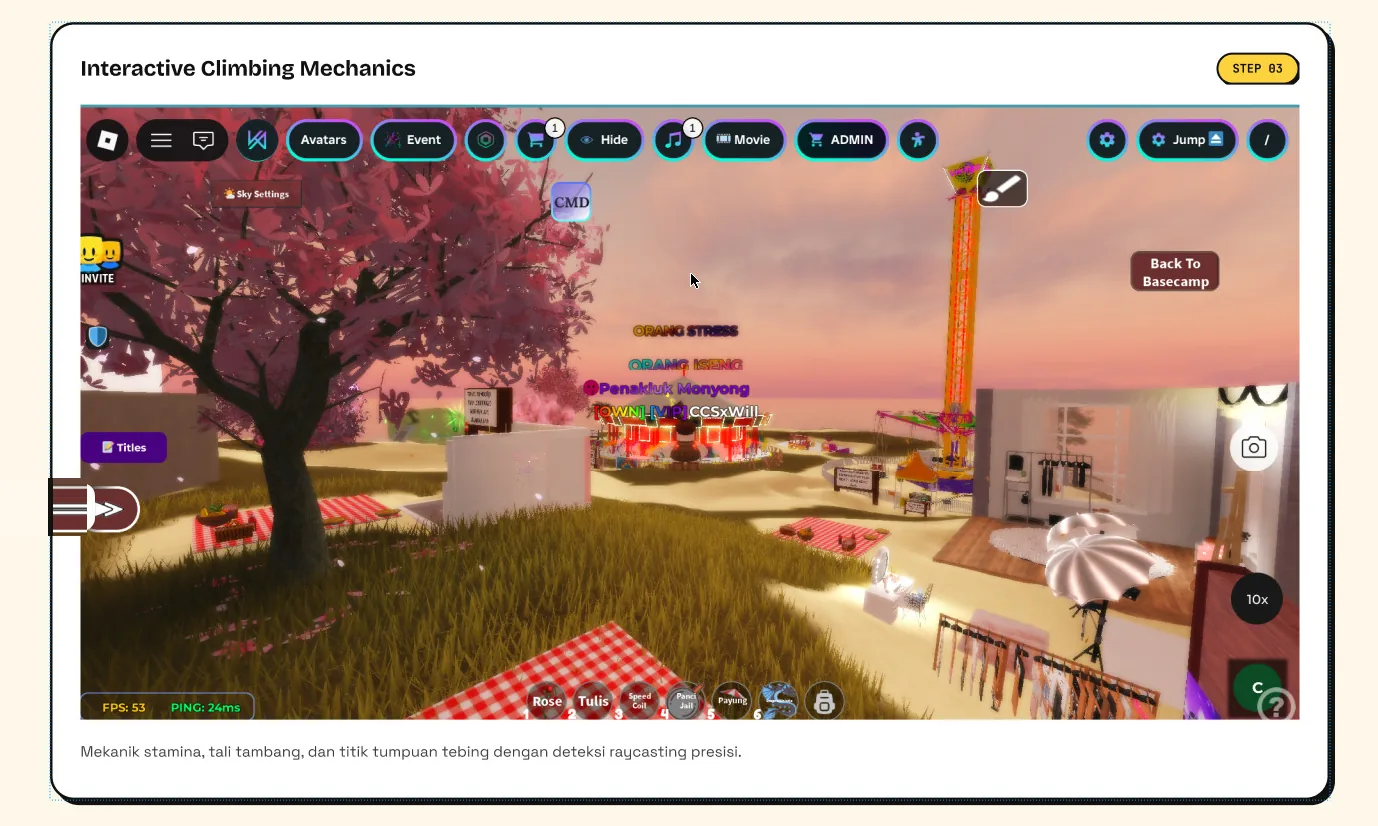 Interactive Climbing Mechanics
STEP 03
Avatars
Event
1
Hide
1
Movie
ADMIN
Jump
/
Sky Settings
CMD
INVITE
Back To
Basecamp
ORANG STRESS
ORANG ISENG
Penakluk Monyong
[OWN] [VIP] CCSxWill
Titles
10x
C
?
FPS: 53
PING: 24ms
Rose
1
Tulis
2
Speed
Coil
3
Panci
Jail
4
Payung
5
6
Mekanik stamina, tali tambang, dan titik tumpuan tebing dengan deteksi raycasting presisi.